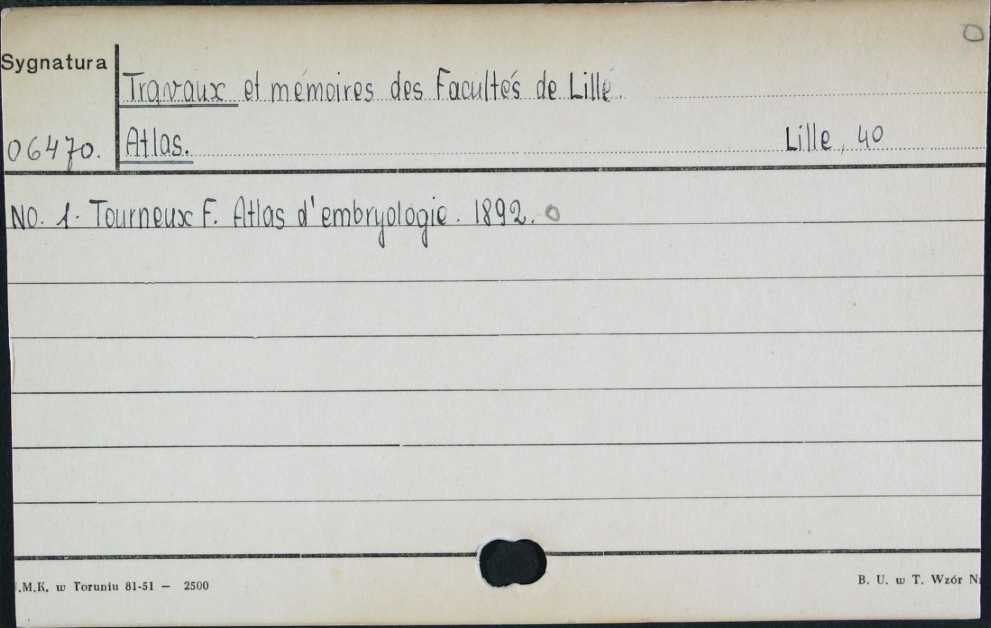 Sygnatura
Travaux et mémoires des Facultés de Lille.
06470.
Atlas.
Lille, 40
No. 1. Tourneux F. Atlas d'embryologie. 1892.
.M.K. w Toruniu 81-51 — 2500
B. U. w T. Wzór N